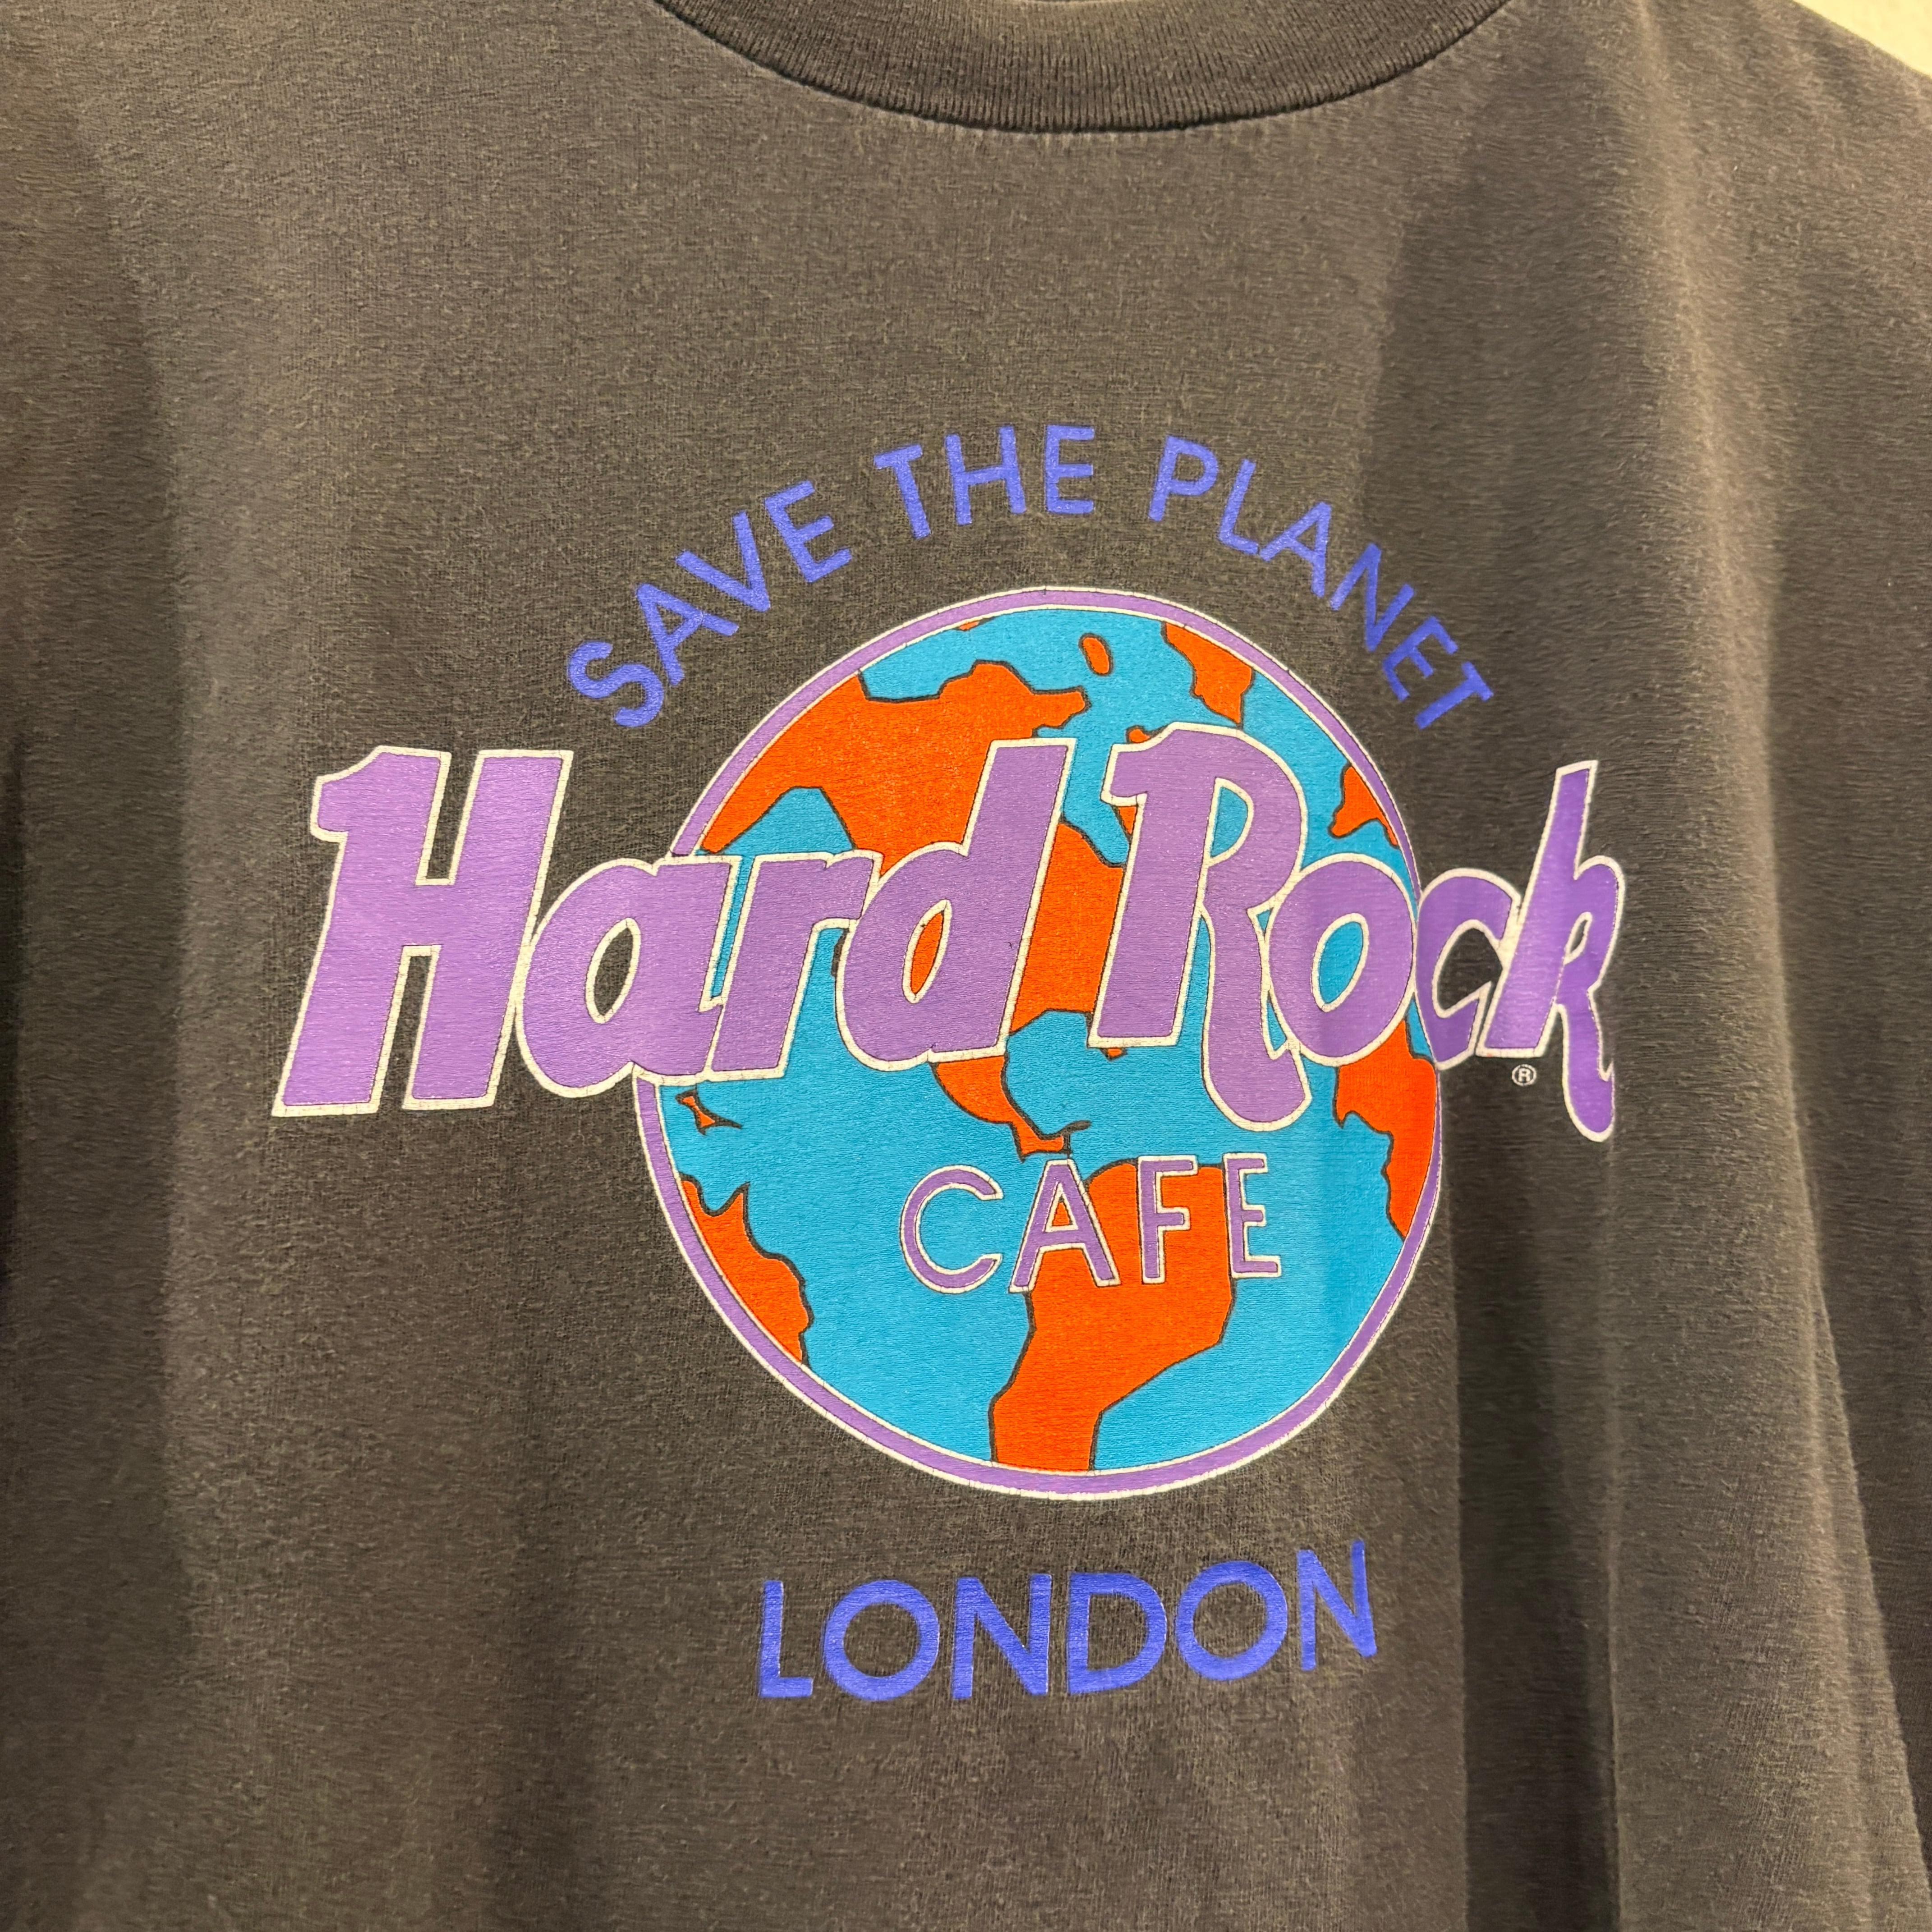 SAVE THE PLANET
Hard Rock
®
CAFE
LONDON